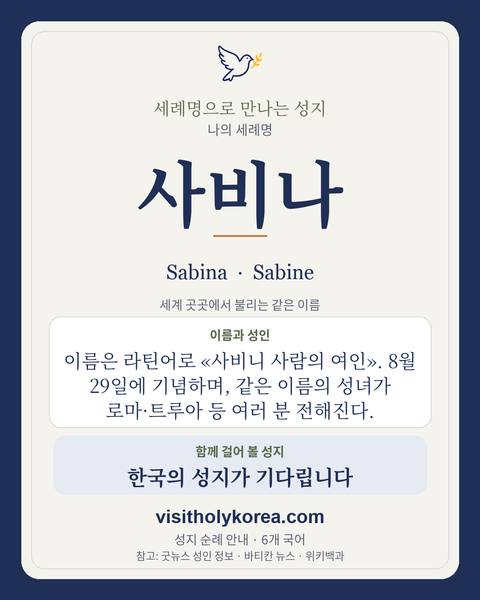 세례명으로 만나는 성지
나의 세례명
사비나
Sabina · Sabine
세계 곳곳에서 불리는 같은 이름
이름과 성인
이름은 라틴어로 «사비니 사람의 여인». 8월
29일에 기념하며, 같은 이름의 성녀가
로마·트루아 등 여러 분 전해진다.
함께 걸어 볼 성지
한국의 성지가 기다립니다
visitholykorea.com
성지 순례 안내 · 6개 국어
참고: 굿뉴스 성인 정보 · 바티칸 뉴스 · 위키백과